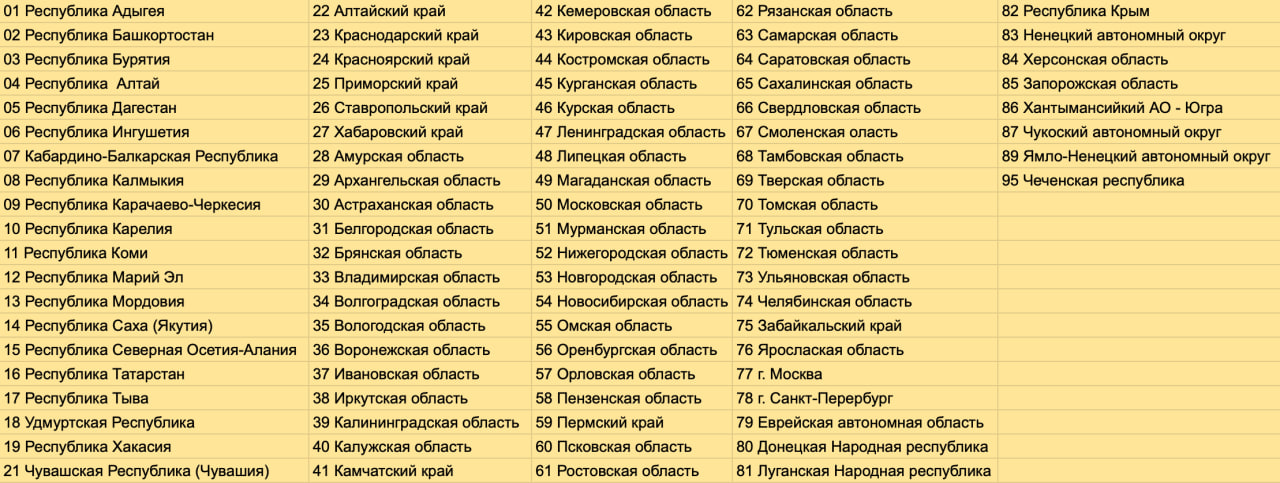 01 Республика Адыгея
02 Республика Башкортостан
03 Республика Бурятия
04 Республика  Алтай
05 Республика Дагестан
06 Республика Ингушетия
07 Кабардино-Балкарская Республика
08 Республика Калмыкия
09 Республика Карачаево-Черкесия
10 Республика Карелия
11 Республика Коми
12 Республика Марий Эл
13 Республика Мордовия
14 Республика Саха (Якутия)
15 Республика Северная Осетия-Алания
16 Республика Татарстан
17 Республика Тыва
18 Удмуртская Республика
19 Республика Хакасия
21 Чувашская Республика (Чувашия)
22 Алтайский край
23 Краснодарский край
24 Красноярский край
25 Приморский край
26 Ставропольский край
27 Хабаровский край
28 Амурская область
29 Архангельская область
30 Астраханская область
31 Белгородская область
32 Брянская область
33 Владимирская область
34 Волгоградская область
35 Вологодская область
36 Воронежская область
37 Ивановская область
38 Иркутская область
39 Калининградская область
40 Калужская область
41 Камчатский край
42 Кемеровская область
43 Кировская область
44 Костромская область
45 Курганская область
46 Курская область
47 Ленинградская область
48 Липецкая область
49 Магаданская область
50 Московская область
51 Мурманская область
52 Нижегородская область
53 Новгородская область
54 Новосибирская область
55 Омская область
56 Оренбургская область
57 Орловская область
58 Пензенская область
59 Пермский край
60 Псковская область
61 Ростовская область
62 Рязанская область
63 Самарская область
64 Саратовская область
65 Сахалинская область
66 Свердловская область
67 Смоленская оласть
68 Тамбовская область
69 Тверская область
70 Томская область
71 Тульская область
72 Тюменская область
73 Ульяновская область
74 Челябинская область
75 Забайкальский край
76 Ярослаская область
77 г. Москва
78 г. Санкт-Перербург
79 Еврейская автономная область
80 Донецкая Народная республика
81 Луганская Народная республика
82 Республика Крым
83 Ненецкий автономный округ
84 Херсонская область
85 Запорожская область
86 Хантымансийкий АО - Югра
87 Чукоский автономный округ
89 Ямло-Ненецкий автономный округ
95 Чеченская республика